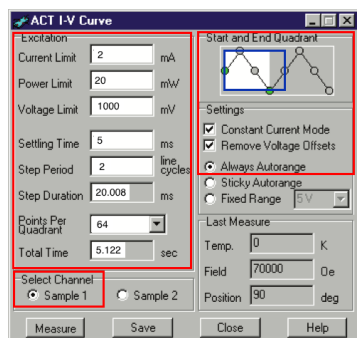 ACT I-V Curve
Excitation
Current Limit 2 mA
Power Limit 20 mW
Voltage Limit 1000 mV
Settling Time 5 ms
Step Period 2 line cycles
Step Duration 20.008 ms
Points Per Quadrant 64
Total Time 5.122 sec
Select Channel
Sample 1 Sample 2
Start and End Quadrant
Settings
Constant Current Mode
Remove Voltage Offsets
Always Autorange
Sticky Autorange
Fixed Range 5 V
Last Measure
Temp. 0 K
Field 70000 Oe
Position 90 deg
Measure Save Close Help